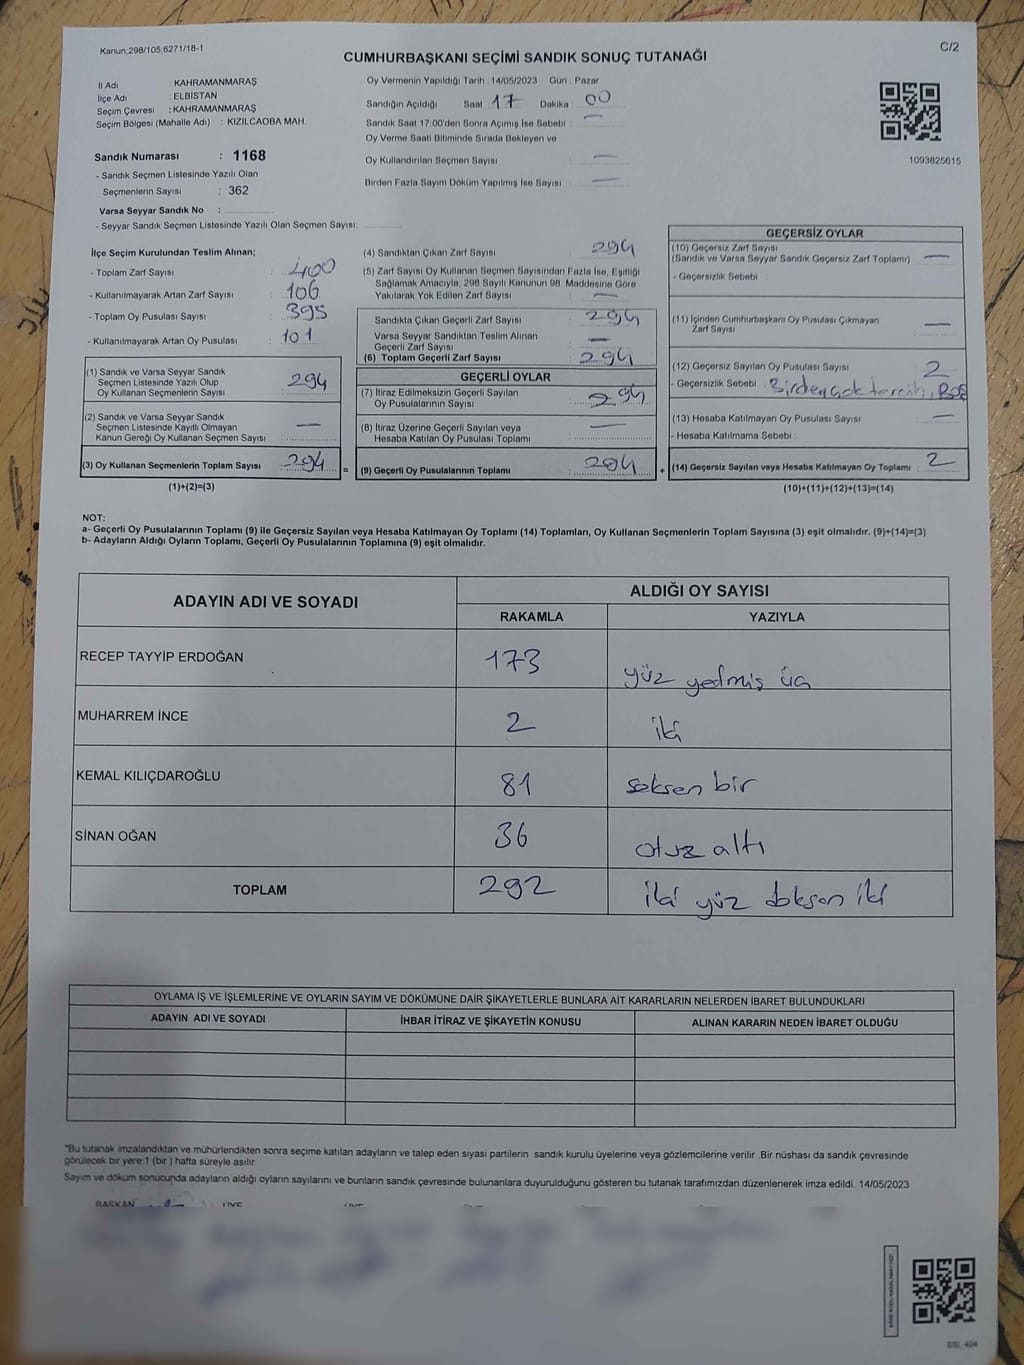 Kanun,298/105,6271/18-1
C/2
CUMHURBAŞKANI SEÇİMİ SANDIK SONUÇ TUTANAĞI
İl Adı : KAHRAMANMARAŞ
İlçe Adı : ELBİSTAN
Seçim Çevresi : KAHRAMANMARAŞ
Seçim Bölgesi (Mahalle Adı) : KIZILCAOBA MAH.
Sandık Numarası : 1168
- Sandık Seçmen Listesinde Yazılı Olan
Seçmenlerin Sayısı : 362
Varsa Seyyar Sandık No :
- Seyyar Sandık Seçmen Listesinde Yazılı Olan Seçmen Sayısı:
Oy Vermenin Yapıldığı Tarih : 14/05/2023 Gün : Pazar
Sandığın Açıldığı Saat : 17 Dakika : 00
Sandık Saat 17:00'den Sonra Açımış İse Sebebi : —
Oy Verme Saati Bitiminde Sırada Bekleyen ve
Oy Kullandırılan Seçmen Sayısı : —
Birden Fazla Sayım Döküm Yapılmış İse Sayısı : —
1093825615
İlçe Seçim Kurulundan Teslim Alınan;
- Toplam Zarf Sayısı : 400
- Kullanılmayarak Artan Zarf Sayısı : 106
- Toplam Oy Pusulası Sayısı : 395
- Kullanılmayarak Artan Oy Pusulası : 101
(1) Sandık ve Varsa Seyyar Sandık
Seçmen Listesinde Yazılı Olup
Oy Kullanan Seçmenlerin Sayısı : 294
(2) Sandık ve Varsa Seyyar Sandık
Seçmen Listesinde Kayıtlı Olmayan
Kanun Gereği Oy Kullanan Seçmen Sayısı : —
(3) Oy Kullanan Seçmenlerin Toplam Sayısı : 294 =
(1)+(2)=(3)
(4) Sandıktan Çıkan Zarf Sayısı : 294
(5) Zarf Sayısı Oy Kullanan Seçmen Sayısından Fazla İse, Eşitliği
Sağlamak Amacıyla, 298 Sayılı Kanunun 98. Maddesine Göre
Yakılarak Yok Edilen Zarf Sayısı : —
Sandıkta Çıkan Geçerli Zarf Sayısı : 294
Varsa Seyyar Sandıktan Teslim Alınan
Geçerli Zarf Sayısı : —
(6) Toplam Geçerli Zarf Sayısı : 294
GEÇERLİ OYLAR
(7) İtiraz Edilmeksizin Geçerli Sayılan
Oy Pusulalarının Sayısı : 294
(8) İtiraz Üzerine Geçerli Sayılan veya
Hesaba Katılan Oy Pusulası Toplamı : —
(9) Geçerli Oy Pusulalarının Toplamı : 294 +
GEÇERSİZ OYLAR
(10) Geçersiz Zarf Sayısı
(Sandık ve Varsa Seyyar Sandık Geçersiz Zarf Toplamı) : —
- Geçersizlik Sebebi :
(11) İçinden Cumhurbaşkanı Oy Pusulası Çıkmayan
Zarf Sayısı : —
(12) Geçersiz Sayılan Oy Pusulası Sayısı : 2
- Geçersizlik Sebebi : Birden çok tercih, Boş
(13) Hesaba Katılmayan Oy Pusulası Sayısı : —
- Hesaba Katılmama Sebebi :
(14) Geçersiz Sayılan veya Hesaba Katılmayan Oy Toplamı : 2
(10)+(11)+(12)+(13)=(14)
NOT:
a- Geçerli Oy Pusulalarının Toplamı (9) ile Geçersiz Sayılan veya Hesaba Katılmayan Oy Toplamı (14) Toplamları, Oy Kullanan Seçmenlerin Toplam Sayısına (3) eşit olmalıdır. (9)+(14)=(3)
b- Adayların Aldığı Oyların Toplamı, Geçerli Oy Pusulalarının Toplamına (9) eşit olmalıdır.
ADAYIN ADI VE SOYADI
ALDIĞI OY SAYISI
RAKAMLA YAZIYLA
RECEP TAYYİP ERDOĞAN 173 yüz yedmiş üç
MUHARREM İNCE 2 iki
KEMAL KILIÇDAROĞLU 81 seksen bir
SİNAN OĞAN 36 otuz altı
TOPLAM 292 iki yüz doksan iki
OYLAMA İŞ VE İŞLEMLERİNE VE OYLARIN SAYIM VE DÖKÜMÜNE DAİR ŞİKAYETLERLE BUNLARA AİT KARARLARIN NELERDEN İBARET BULUNDUKLARI
ADAYIN ADI VE SOYADI İHBAR İTİRAZ VE ŞİKAYETİN KONUSU ALINAN KARARIN NEDEN İBARET OLDUĞU
*Bu tutanak imzalandıktan ve mühürlendikten sonra seçime katılan adayların ve talep eden siyasi partilerin sandık kurulu üyelerine veya gözlemcilerine verilir .Bir nüshası da sandık çevresinde
görülecek bir yere 1 (bir ) hafta süreyle asılır.
Sayım ve döküm sonucunda adayların aldığı oyların sayılarını ve bunların sandık çevresinde bulunanlara duyurulduğunu gösteren bu tutanak tarafımızdan düzenlenerek imza edildi. 14/05/2023
BAŞKAN ÜYE ÜYE